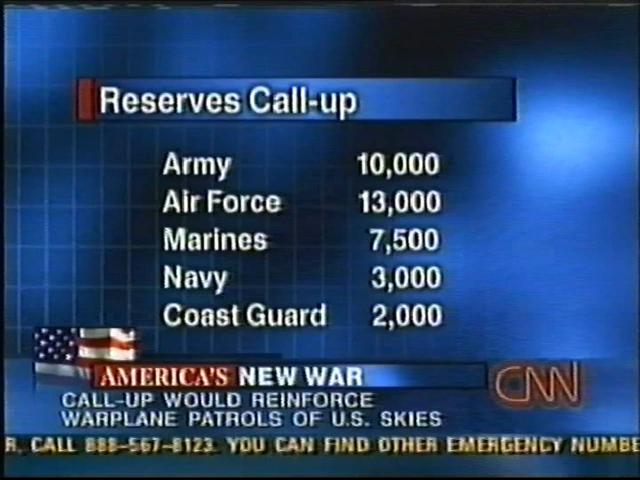 Reserves Call-up
Army 10,000
Air Force 13,000
Marines 7,500
Navy 3,000
Coast Guard 2,000
AMERICA'S NEW WAR
CNN
CALL-UP WOULD REINFORCE
WARPLANE PATROLS OF U.S. SKIES
R, CALL 888-567-8123. YOU CAN FIND OTHER EMERGENCY NUMBE